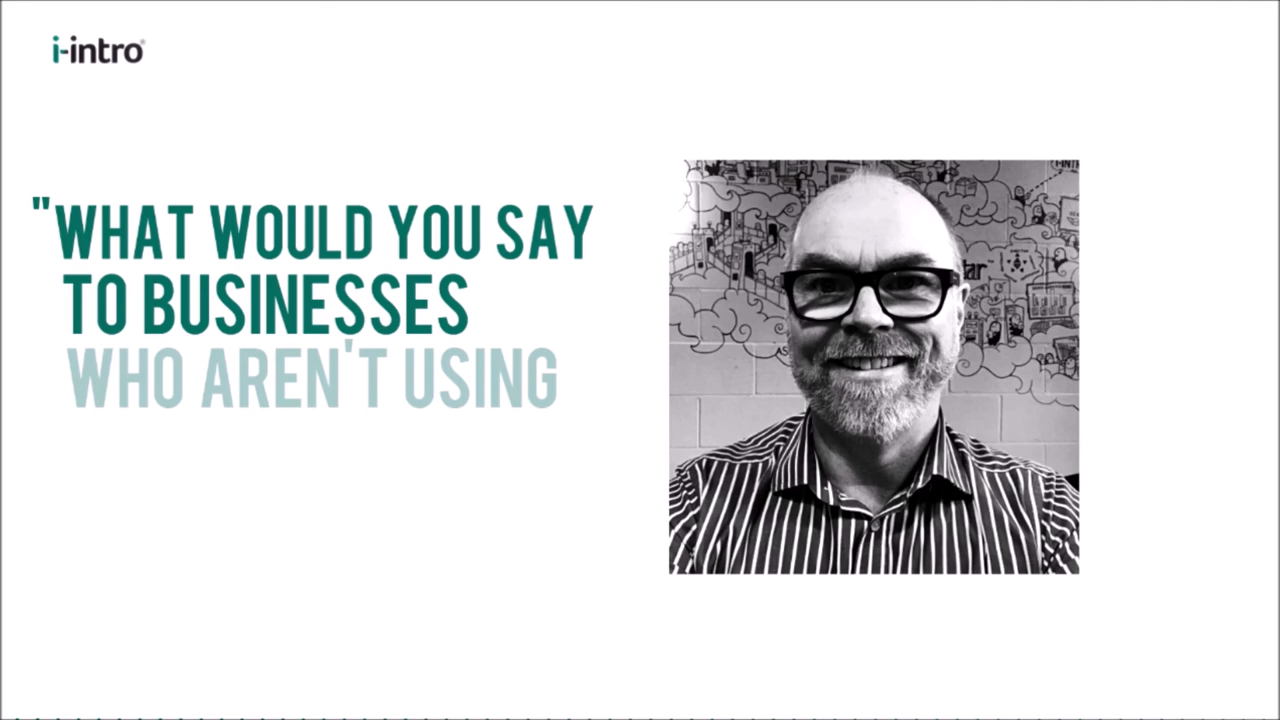 i-intro®
"WHAT WOULD YOU SAY
TO BUSINESSES
WHO AREN'T USING